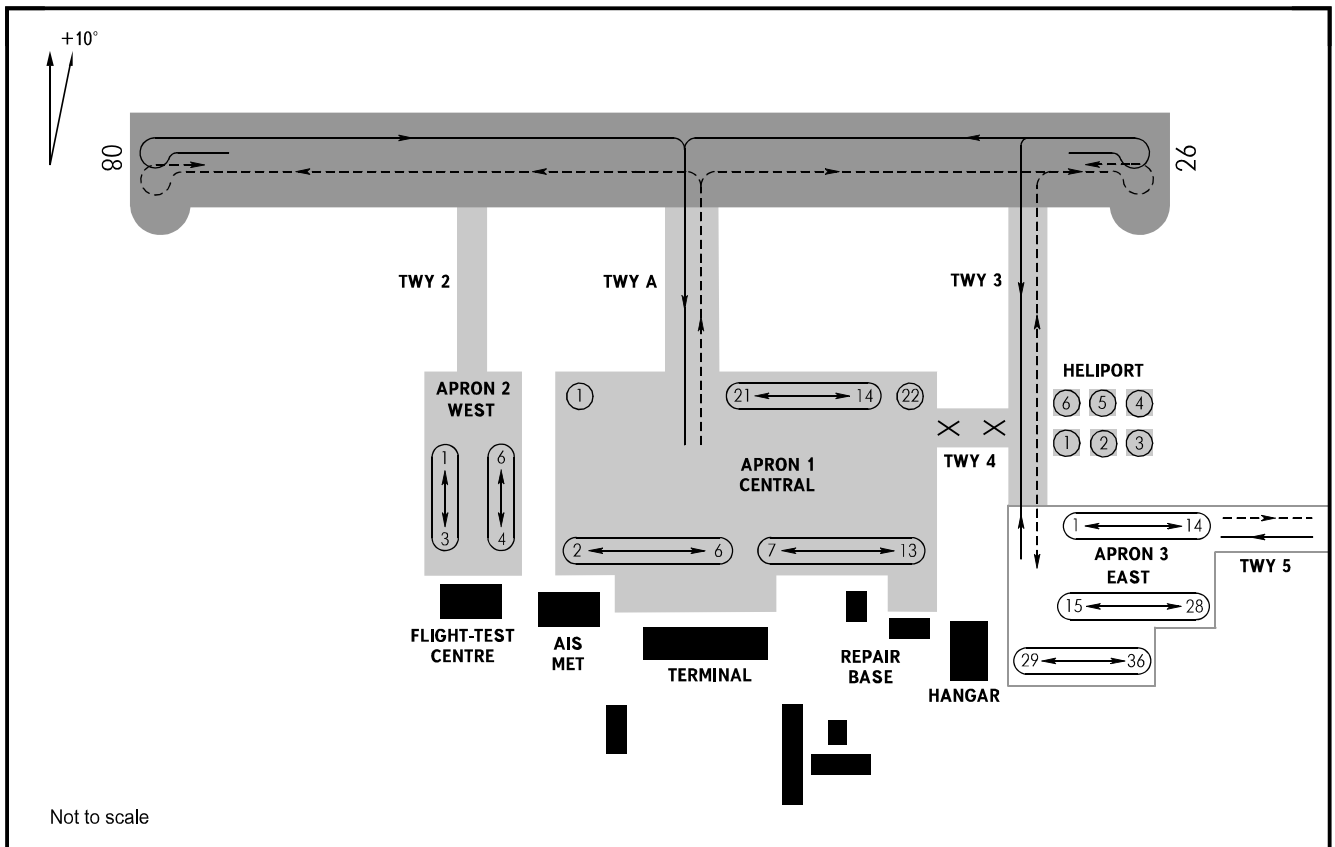 +10°
08
26
TWY 2
TWY A
TWY 3
HELIPORT
6 5 4
1 2 3
APRON 2
WEST
1 6
3 4
1
21 14
22
APRON 1
CENTRAL
TWY 4
2 6
7 13
1 14
APRON 3
EAST
TWY 5
15 28
29 36
FLIGHT-TEST
CENTRE
AIS
MET
TERMINAL
REPAIR
BASE
HANGAR
Not to scale